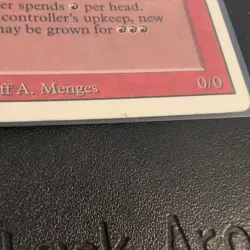 er spends per head.
controller's upkeep, new
may be grown for
ff A. Menges
0/0